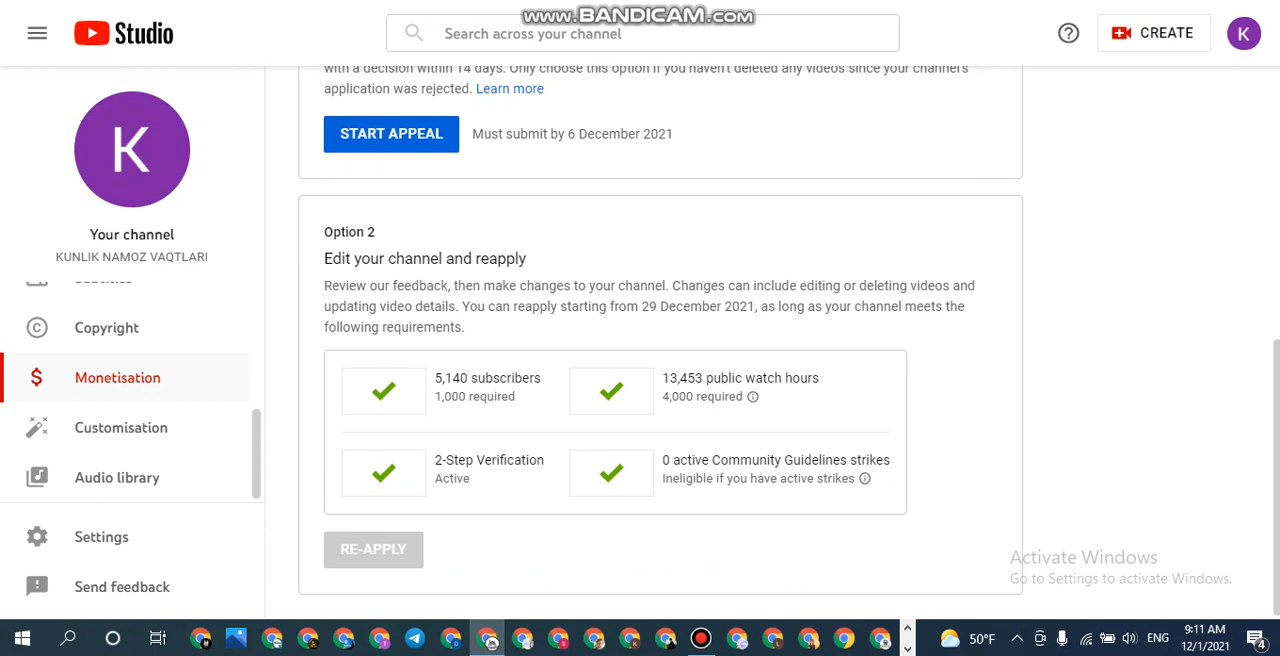 www.BANDICAM.com
Studio
Search across your channel
CREATE
K
with a decision within 14 days. Only choose this option if you haven't deleted any videos since your channel's
application was rejected. Learn more
START APPEAL
Must submit by 6 December 2021
K
Your channel
KUNLIK NAMOZ VAQTLARI
Subtitles
Copyright
Monetisation
Customisation
Audio library
Settings
Send feedback
Option 2
Edit your channel and reapply
Review our feedback, then make changes to your channel. Changes can include editing or deleting videos and
updating video details. You can reapply starting from 29 December 2021, as long as your channel meets the
following requirements.
5,140 subscribers
1,000 required
13,453 public watch hours
4,000 required
2-Step Verification
Active
0 active Community Guidelines strikes
Ineligible if you have active strikes
RE-APPLY
Activate Windows
Go to Settings to activate Windows.
50°F
ENG
9:11 AM
12/1/2021
4